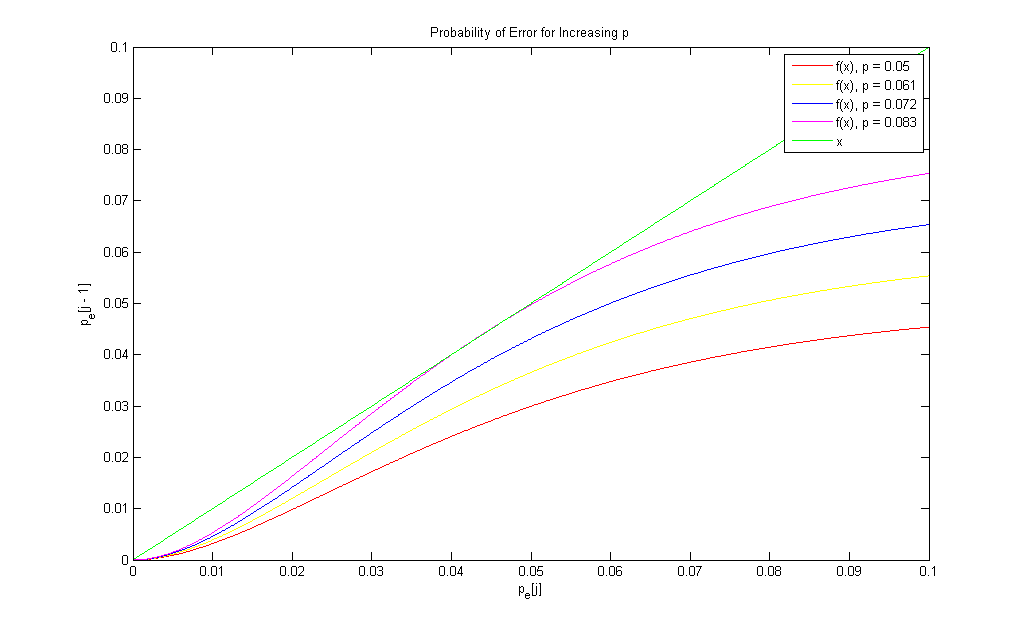 Probability of Error for Increasing p
0.1
0.09
0.08
0.07
0.06
0.05
0.04
0.03
0.02
0.01
0
p_e[j - 1]
f(x), p = 0.05
f(x), p = 0.061
f(x), p = 0.072
f(x), p = 0.083
x
0 0.01 0.02 0.03 0.04 0.05 0.06 0.07 0.08 0.09 0.1
p_e[j]